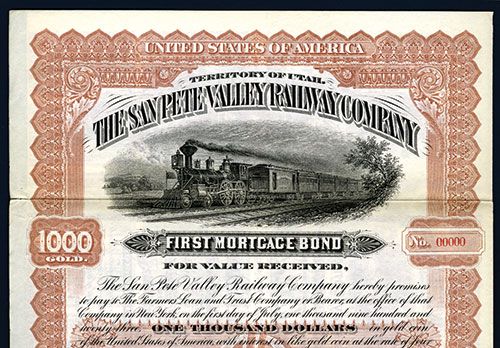 UNITED STATES OF AMERICA
TERRITORY OF UTAH.
THE SAN PETE VALLEY RAILWAY COMPANY
FIRST MORTGAGE BOND
1000
GOLD.
No. 00000
FOR VALUE RECEIVED,
The San Pete Valley Railway Company hereby promises
to pay to The Farmers' Loan and Trust Company or Bearer, at the office of that
Company in New York, on the first day of July, one thousand nine hundred and
twenty three ONE THOUSAND DOLLARS in gold coin
of the United States of America, with interest in like gold coin at the rate of